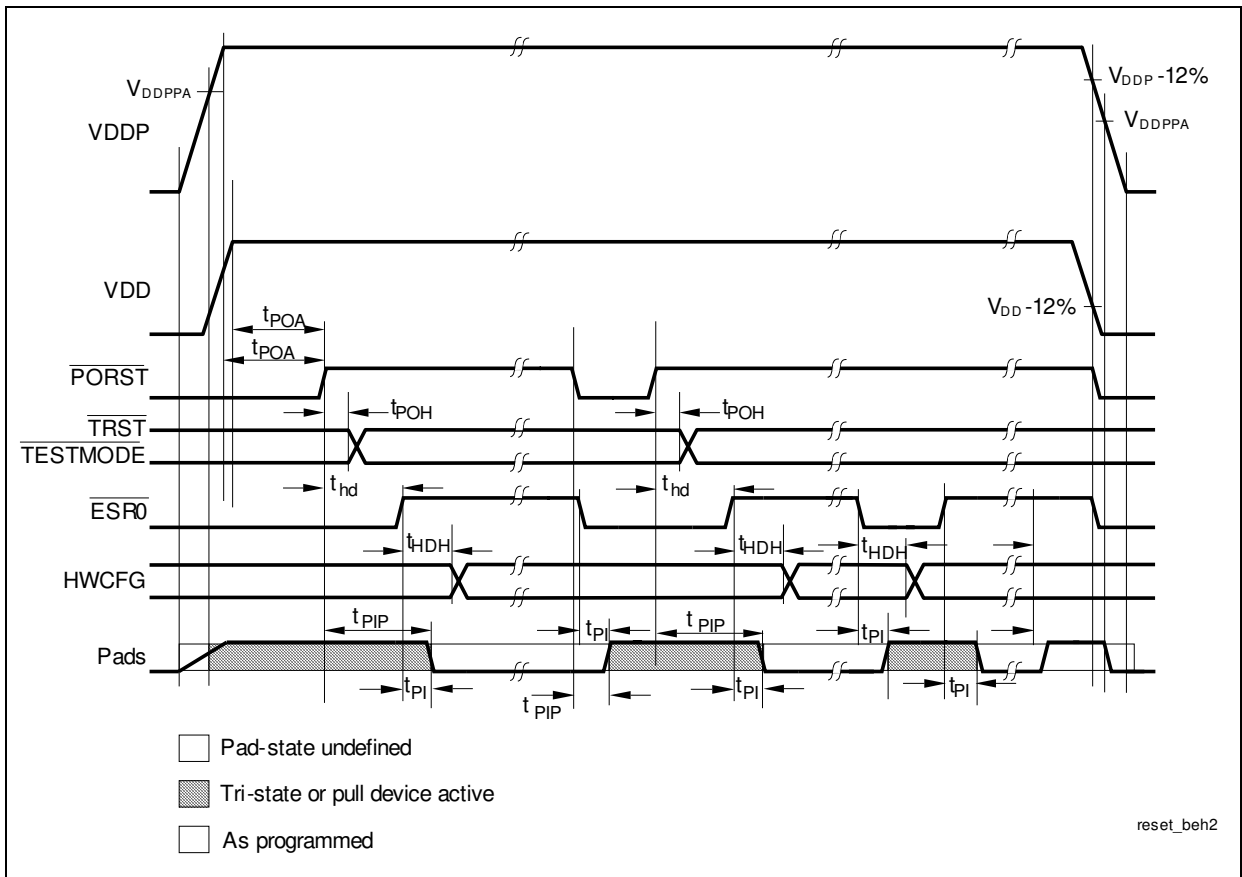 VDDPPA
VDDP -12%
VDDP
VDDPPA
VDD
VDD -12%
tPOA
tPOA
PORST
tPOH
tPOH
TRST
TESTMODE
thd
thd
ESR0
tHDH
tHDH
tHDH
HWCFG
tPIP
tPI
tPIP
tPI
Pads
tPI
tPIP
tPI
tPI
Pad-state undefined
Tri-state or pull device active
As programmed
reset_beh2